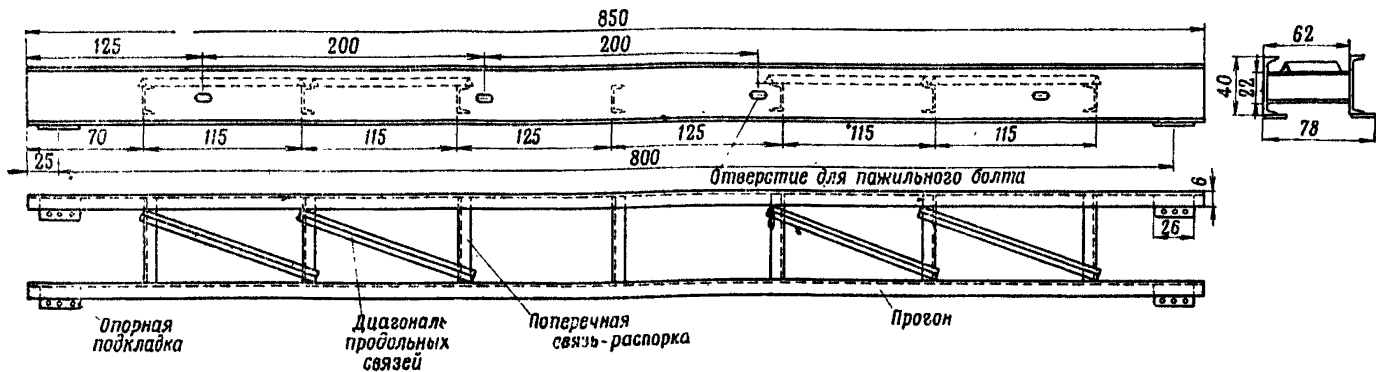 850
125
200
200
62
40
22
78
70
115
115
125
125
115
115
25
800
Отверстие для пажильного болта
6
26
Опорная
подкладка
Диагональ
продольных
связей
Поперечная
связь-распорка
Прогон